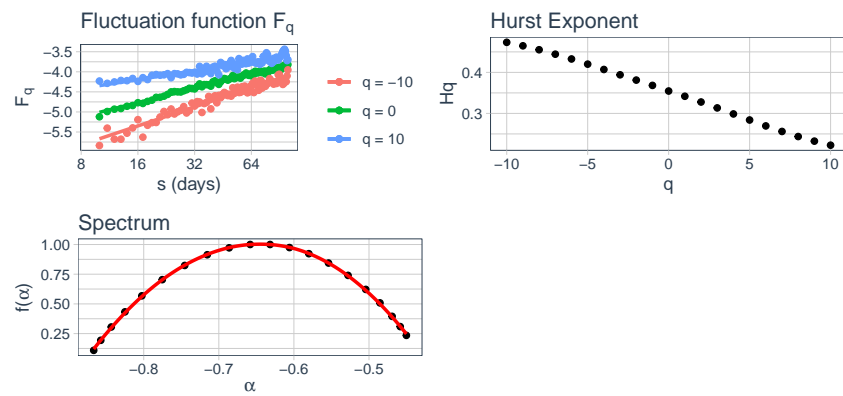 Fluctuation function Fq
−3.5
−4.0
−4.5
−5.0
−5.5
Fq
8 16 32 64
s (days)
q = −10
q = 0
q = 10
Hurst Exponent
0.4
0.3
Hq
−10 −5 0 5 10
q
Spectrum
1.00
0.75
0.50
0.25
f(α)
−0.8 −0.7 −0.6 −0.5
α